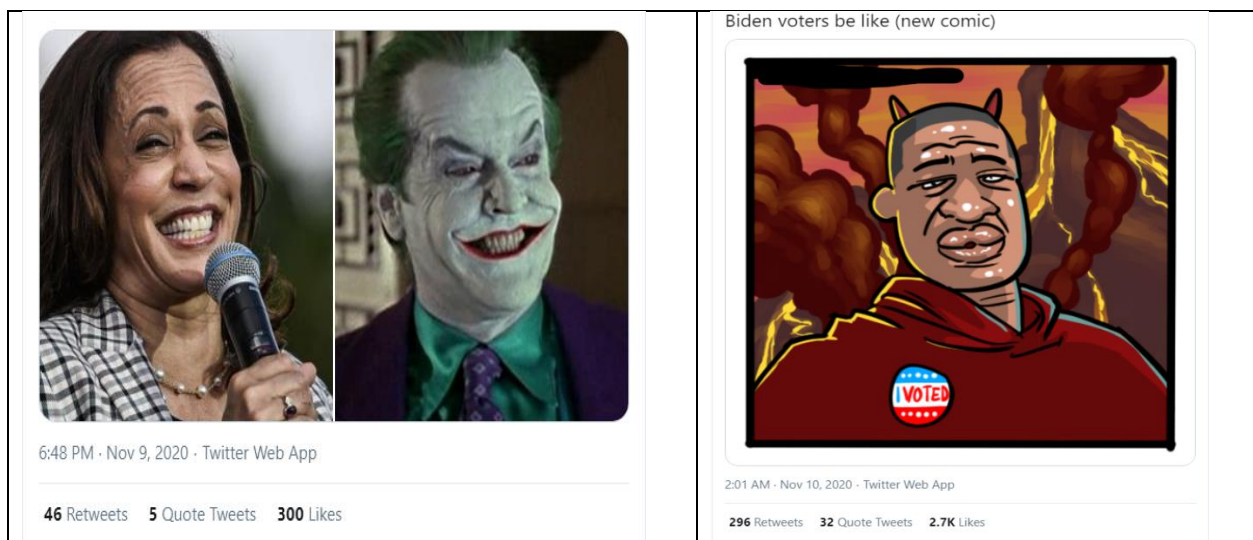 6:48 PM · Nov 9, 2020 · Twitter Web App
46 Retweets 5 Quote Tweets 300 Likes
Biden voters be like (new comic)
I VOTED
2:01 AM · Nov 10, 2020 · Twitter Web App
296 Retweets 32 Quote Tweets 2.7K Likes